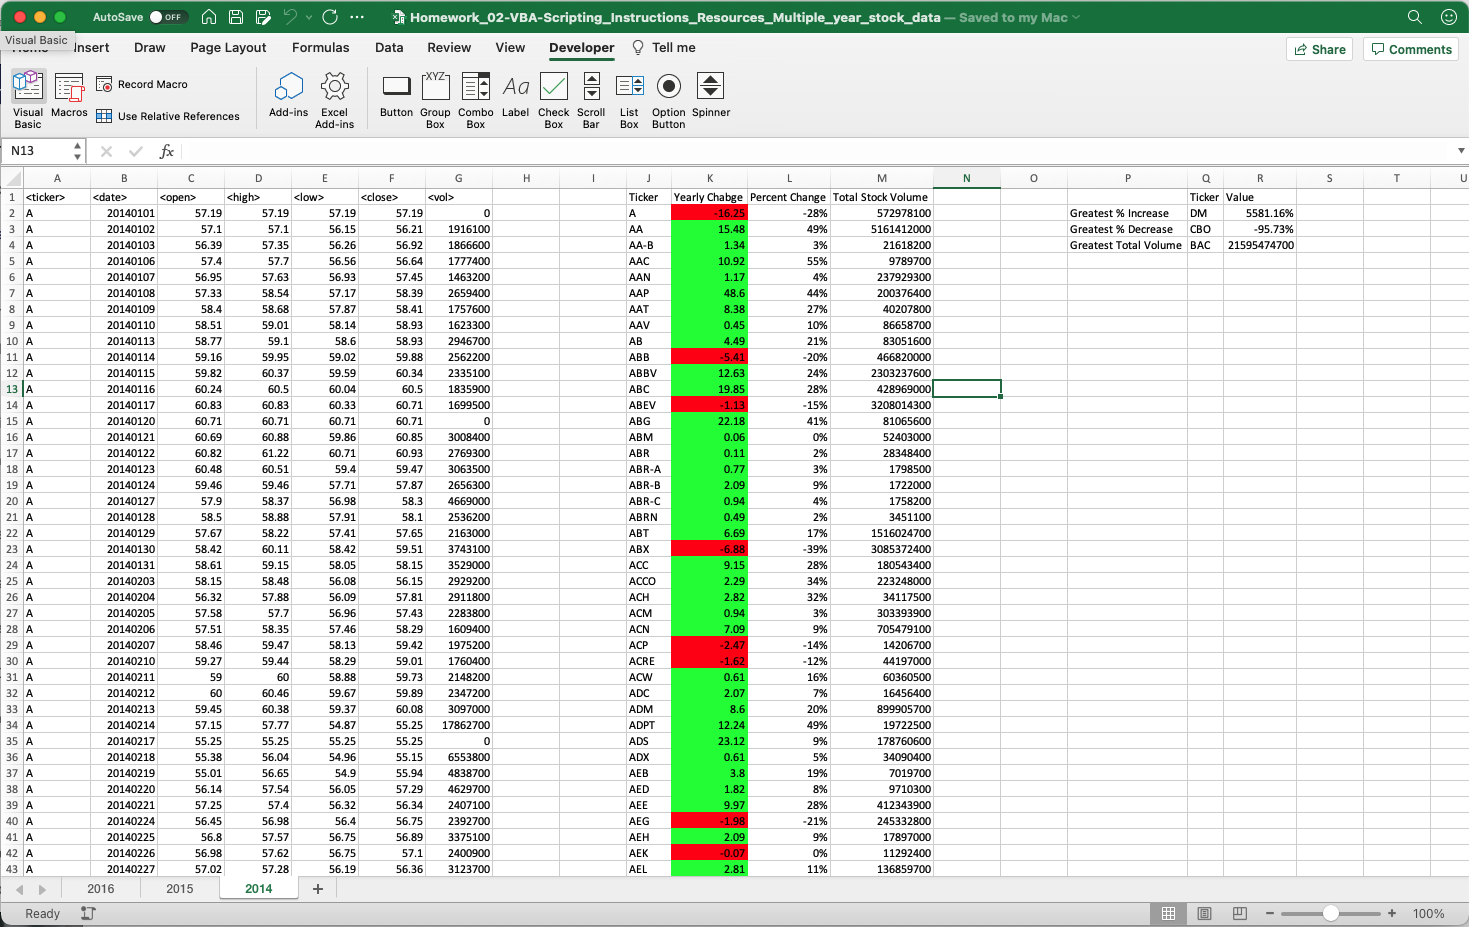 AutoSave OFF Homework_02-VBA-Scripting_Instructions_Resources_Multiple_year_stock_data — Saved to my Mac
Visual Basic
Insert Draw Page Layout Formulas Data Review View Developer Tell me Share Comments
Visual Basic Macros Record Macro Use Relative References Add-ins Excel Add-ins Button Group Box Combo Box Label Check Box Scroll Bar List Box Option Button Spinner
XYZ Aa
N13 fx
A B C D E F G H I J K L M N O P Q R S T U
1 <ticker> <date> <open> <high> <low> <close> <vol> Ticker Yearly Chabge Percent Change Total Stock Volume Ticker Value
2 A 20140101 57.19 57.19 57.19 57.19 0 A -16.25 -28% 572978100 Greatest % Increase DM 5581.16%
3 A 20140102 57.1 57.1 56.15 56.21 1916100 AA 15.48 49% 5161412000 Greatest % Decrease CBO -95.73%
4 A 20140103 56.39 57.35 56.26 56.92 1866600 AA-B 1.34 3% 21618200 Greatest Total Volume BAC 21595474700
5 A 20140106 57.4 57.7 56.56 56.64 1777400 AAC 10.92 55% 9789700
6 A 20140107 56.95 57.63 56.93 57.45 1463200 AAN 1.17 4% 237929300
7 A 20140108 57.33 58.54 57.17 58.39 2659400 AAP 48.6 44% 200376400
8 A 20140109 58.4 58.68 57.87 58.41 1757600 AAT 8.38 27% 40207800
9 A 20140110 58.51 59.01 58.14 58.93 1623300 AAV 0.45 10% 86658700
10 A 20140113 58.77 59.1 58.6 58.93 2946700 AB 4.49 21% 83051600
11 A 20140114 59.16 59.95 59.02 59.88 2562200 ABB -5.41 -20% 466820000
12 A 20140115 59.82 60.37 59.59 60.34 2335100 ABBV 12.63 24% 2303237600
13 A 20140116 60.24 60.5 60.04 60.5 1835900 ABC 19.85 28% 428969000
14 A 20140117 60.83 60.83 60.33 60.71 1699500 ABEV -1.13 -15% 3208014300
15 A 20140120 60.71 60.71 60.71 60.71 0 ABG 22.18 41% 81065600
16 A 20140121 60.69 60.88 59.86 60.85 3008400 ABM 0.06 0% 52403000
17 A 20140122 60.82 61.22 60.71 60.93 2769300 ABR 0.11 2% 28348400
18 A 20140123 60.48 60.51 59.4 59.47 3063500 ABR-A 0.77 3% 1798500
19 A 20140124 59.46 59.46 57.71 57.87 2656300 ABR-B 2.09 9% 1722000
20 A 20140127 57.9 58.37 56.98 58.3 4669000 ABR-C 0.94 4% 1758200
21 A 20140128 58.5 58.88 57.91 58.1 2536200 ABRN 0.49 2% 3451100
22 A 20140129 57.67 58.22 57.41 57.65 2163000 ABT 6.69 17% 1516024700
23 A 20140130 58.42 60.11 58.42 59.51 3743100 ABX -6.88 -39% 3085372400
24 A 20140131 58.61 59.15 58.05 58.15 3529000 ACC 9.15 28% 180543400
25 A 20140203 58.15 58.48 56.08 56.15 2929200 ACCO 2.29 34% 223248000
26 A 20140204 56.32 57.88 56.09 57.81 2911800 ACH 2.82 32% 34117500
27 A 20140205 57.58 57.7 56.96 57.43 2283800 ACM 0.94 3% 303393900
28 A 20140206 57.51 58.35 57.46 58.29 1609400 ACN 7.09 9% 705479100
29 A 20140207 58.46 59.47 58.13 59.42 1975200 ACP -2.47 -14% 14206700
30 A 20140210 59.27 59.44 58.29 59.01 1760400 ACRE -1.62 -12% 44197000
31 A 20140211 59 60 58.88 59.73 2148200 ACW 0.61 16% 60360500
32 A 20140212 60 60.46 59.67 59.89 2347200 ADC 2.07 7% 16456400
33 A 20140213 59.45 60.38 59.37 60.08 3097000 ADM 8.6 20% 899905700
34 A 20140214 57.15 57.77 54.87 55.25 17862700 ADPT 12.24 49% 19722500
35 A 20140217 55.25 55.25 55.25 55.25 0 ADS 23.12 9% 178760600
36 A 20140218 55.38 56.04 54.96 55.15 6553800 ADX 0.61 5% 34090400
37 A 20140219 55.01 56.65 54.9 55.94 4838700 AEB 3.8 19% 7019700
38 A 20140220 56.14 57.54 56.05 57.29 4629700 AED 1.82 8% 9710300
39 A 20140221 57.25 57.4 56.32 56.34 2407100 AEE 9.97 28% 412343900
40 A 20140224 56.45 56.98 56.4 56.75 2392700 AEG -1.98 -21% 245332800
41 A 20140225 56.8 57.57 56.75 56.89 3375100 AEH 2.09 9% 17897000
42 A 20140226 56.98 57.62 56.75 57.1 2400900 AEK -0.07 0% 11292400
43 A 20140227 57.02 57.28 56.19 56.36 3123700 AEL 2.81 11% 136859700
2016 2015 2014 +
Ready 100%